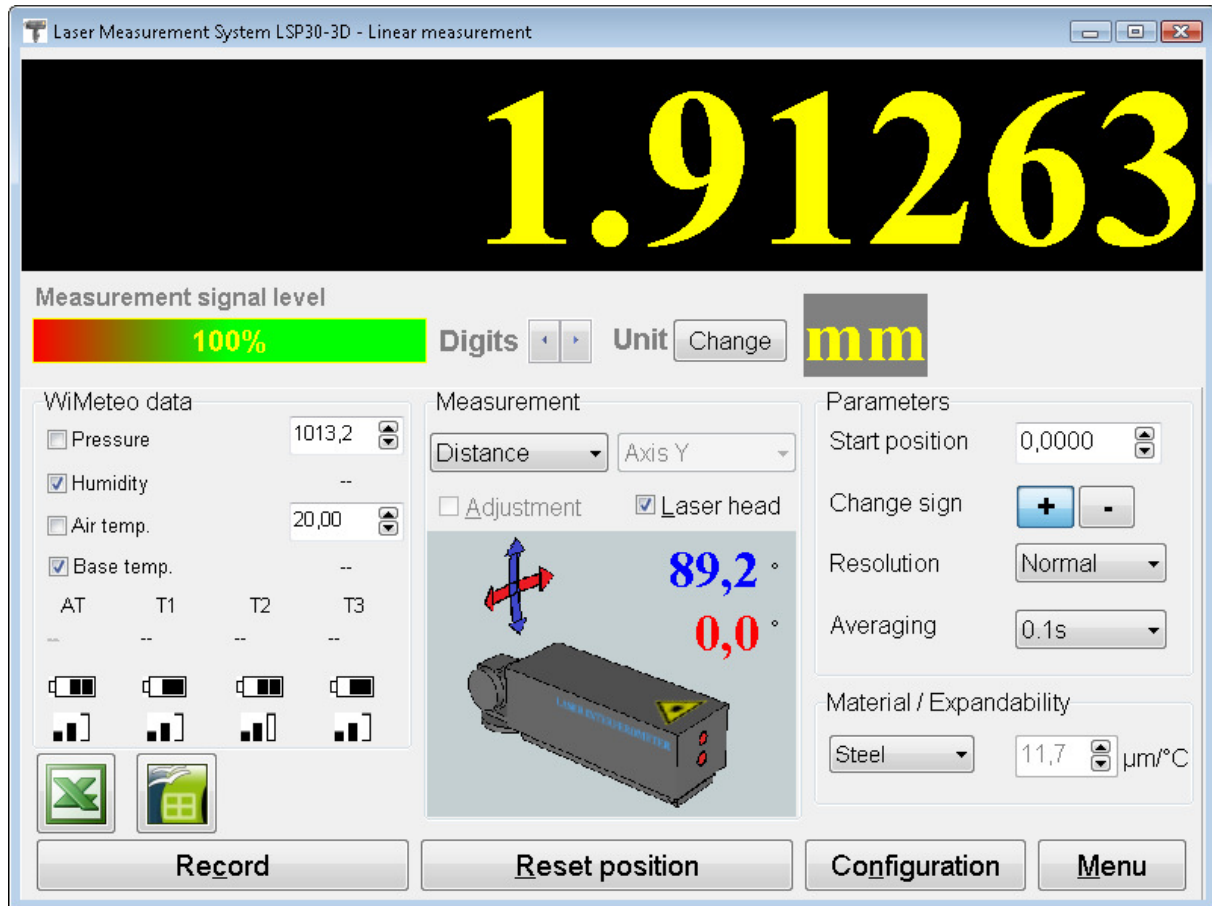 Laser Measurement System LSP30-3D - Linear measurement
1.91263
Measurement signal level
100%
Digits
Unit Change mm
WiMeteo data
Pressure 1013,2
Humidity --
Air temp. 20,00
Base temp. --
AT T1 T2 T3
-- -- -- --
Measurement
Distance Axis Y
Adjustment Laser head
89,2 °
0,0 °
LASER INTERFEROMETER
Parameters
Start position 0,0000
Change sign + -
Resolution Normal
Averaging 0.1s
Material / Expandability
Steel 11,7 µm/°C
Record Reset position Configuration Menu